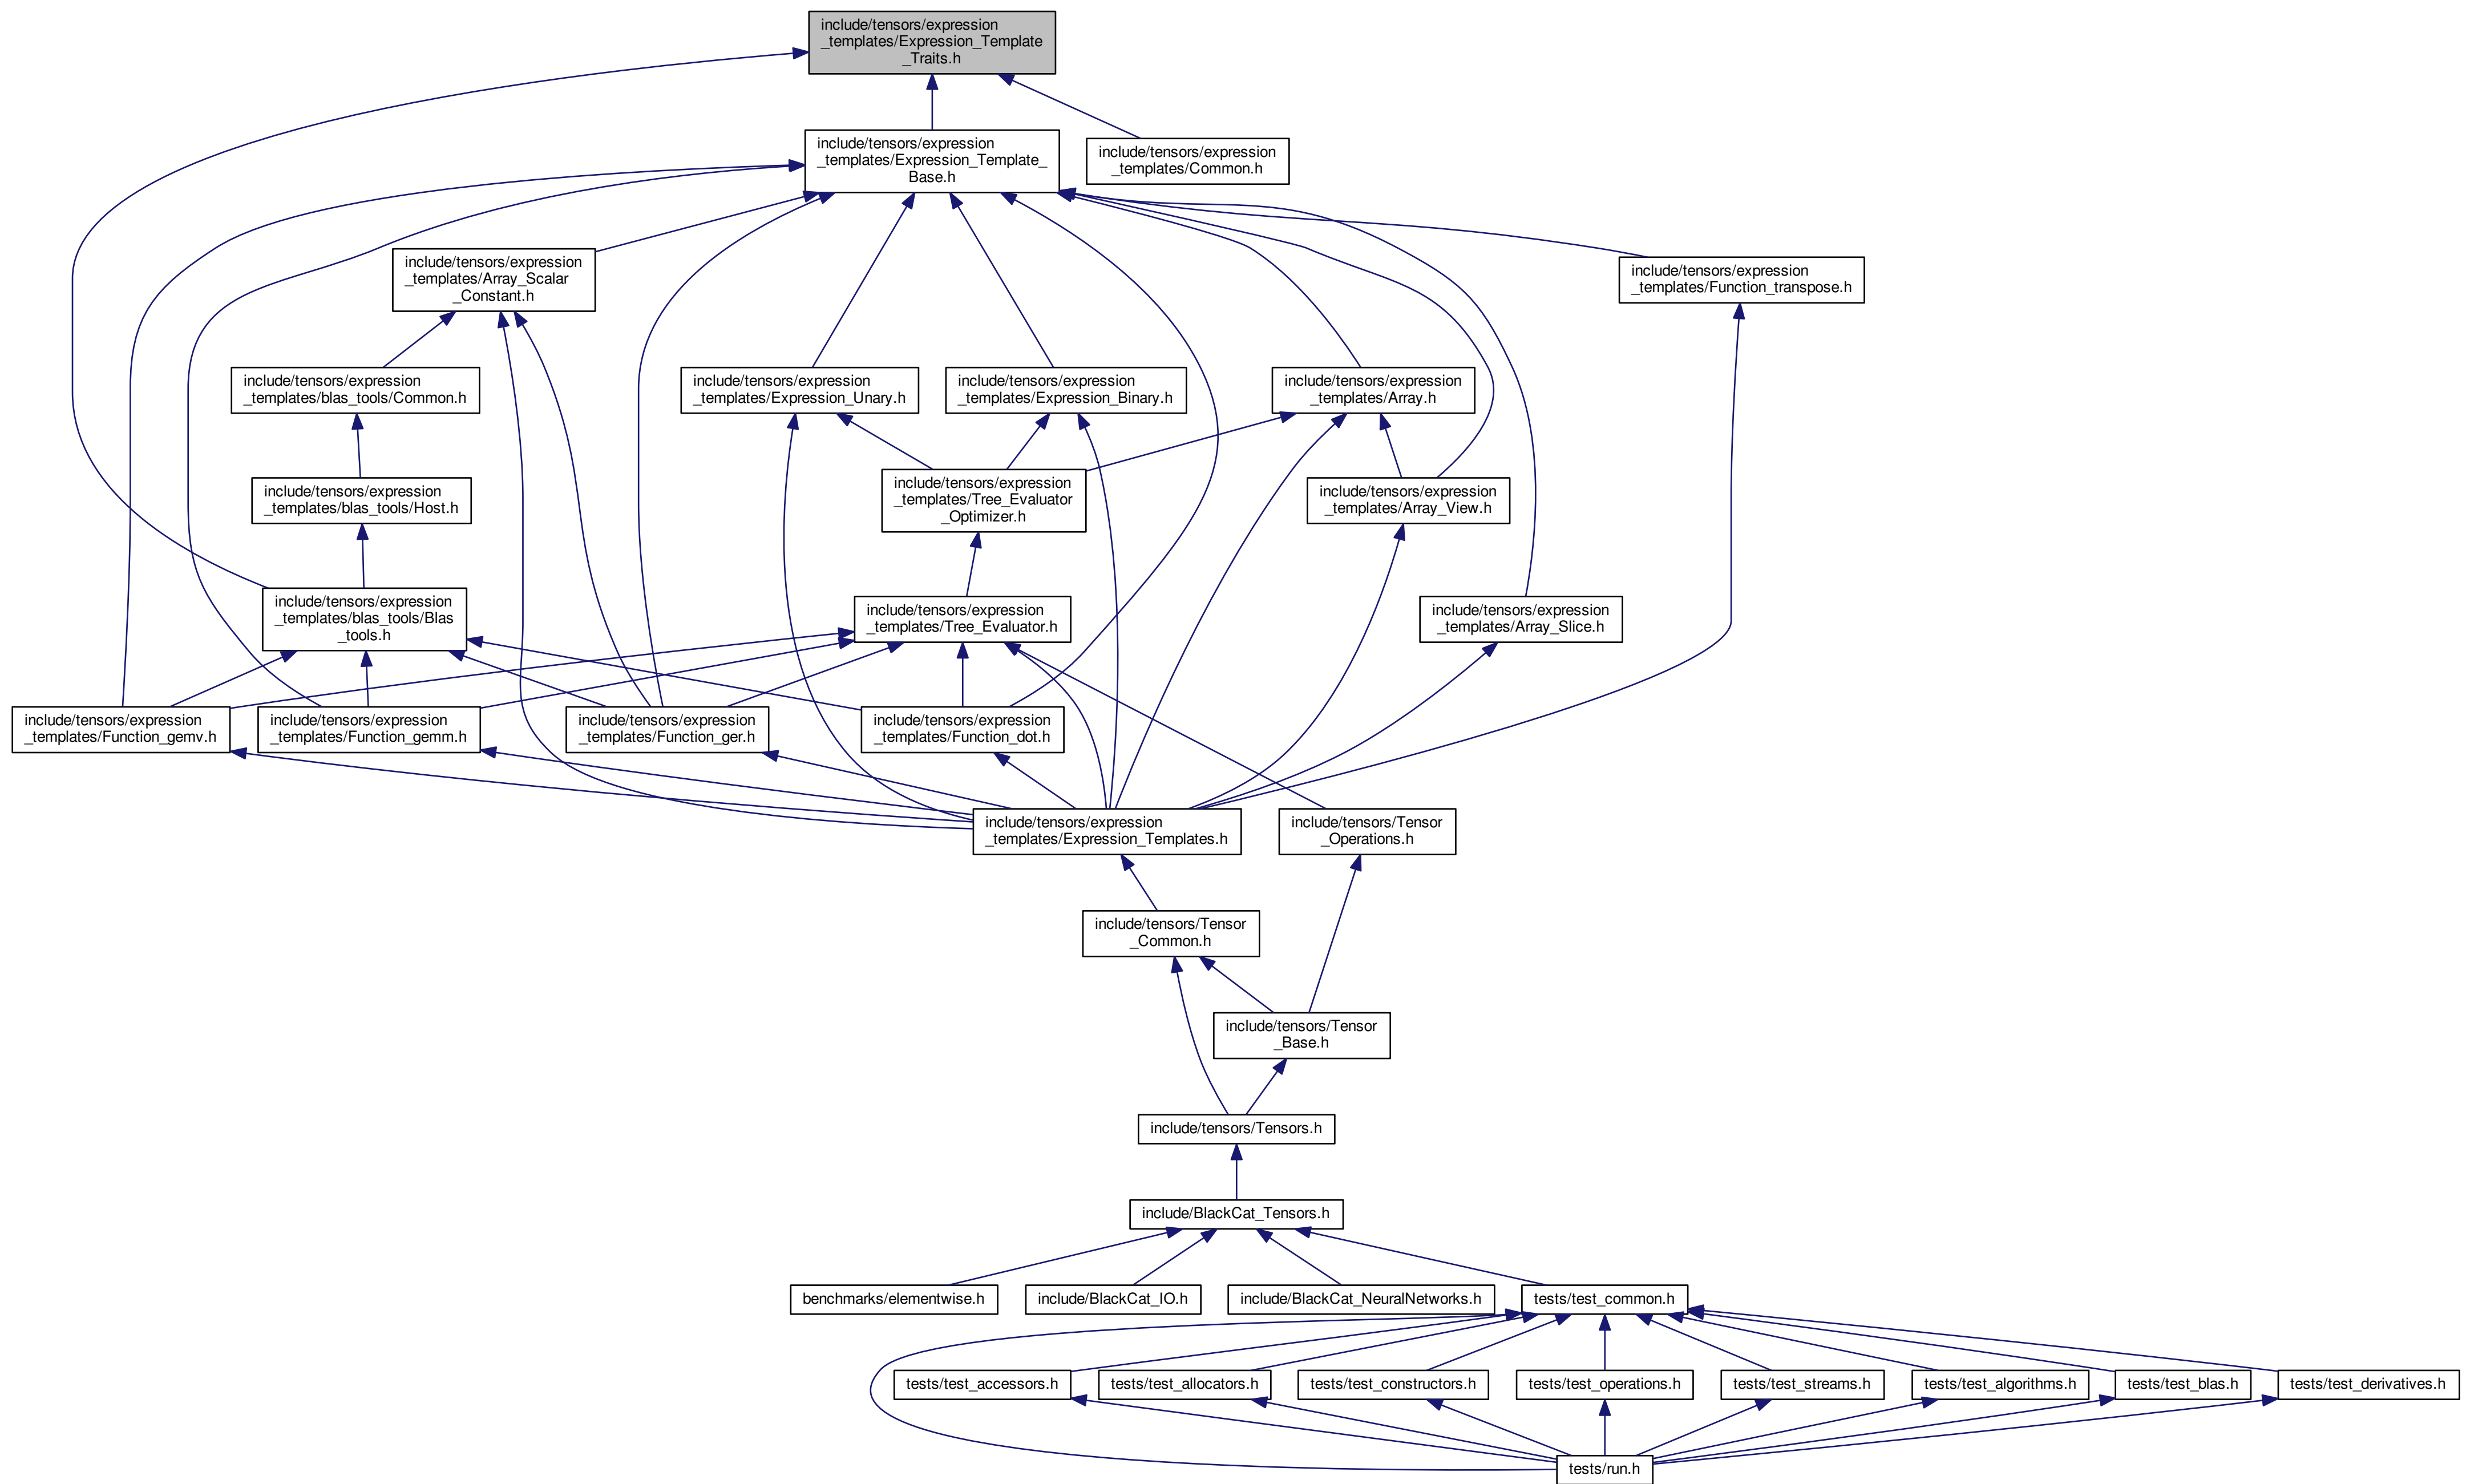 include/tensors/expression
_templates/Expression_Template
_Traits.h
include/tensors/expression
_templates/Expression_Template_
Base.h
include/tensors/expression
_templates/Common.h
include/tensors/expression
_templates/Array_Scalar
_Constant.h
include/tensors/expression
_templates/Function_transpose.h
include/tensors/expression
_templates/blas_tools/Common.h
include/tensors/expression
_templates/Expression_Unary.h
include/tensors/expression
_templates/Expression_Binary.h
include/tensors/expression
_templates/Array.h
include/tensors/expression
_templates/blas_tools/Host.h
include/tensors/expression
_templates/Tree_Evaluator
_Optimizer.h
include/tensors/expression
_templates/Array_View.h
include/tensors/expression
_templates/blas_tools/Blas
_tools.h
include/tensors/expression
_templates/Tree_Evaluator.h
include/tensors/expression
_templates/Array_Slice.h
include/tensors/expression
_templates/Function_gemv.h
include/tensors/expression
_templates/Function_gemm.h
include/tensors/expression
_templates/Function_ger.h
include/tensors/expression
_templates/Function_dot.h
include/tensors/expression
_templates/Expression_Templates.h
include/tensors/Tensor
_Operations.h
include/tensors/Tensor
_Common.h
include/tensors/Tensor
_Base.h
include/tensors/Tensors.h
include/BlackCat_Tensors.h
benchmarks/elementwise.h
include/BlackCat_IO.h
include/BlackCat_NeuralNetworks.h
tests/test_common.h
tests/test_accessors.h
tests/test_allocators.h
tests/test_constructors.h
tests/test_operations.h
tests/test_streams.h
tests/test_algorithms.h
tests/test_blas.h
tests/test_derivatives.h
tests/run.h